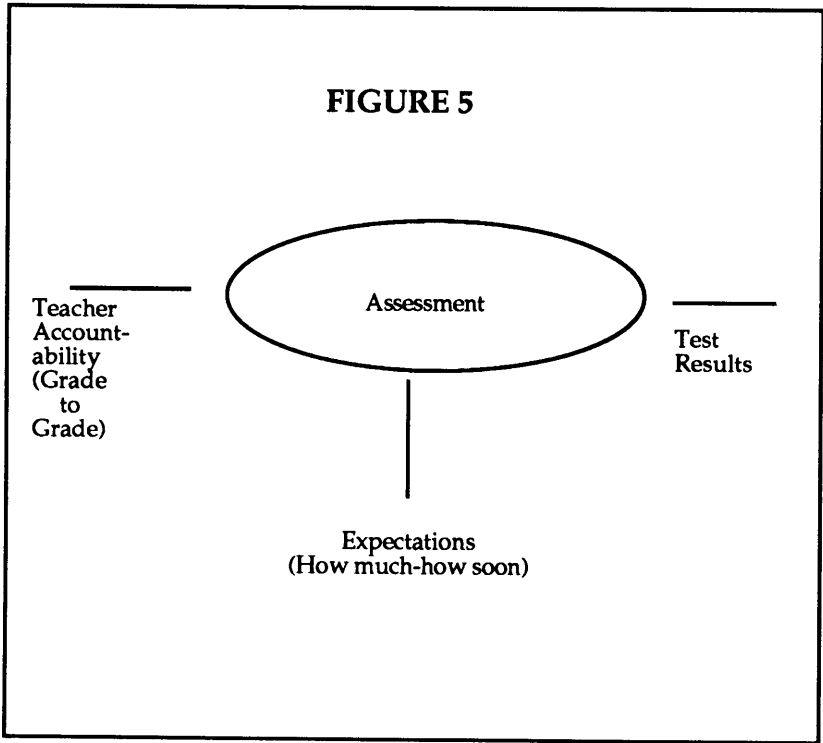 FIGURE 5
Assessment
Teacher
Account-
ability
(Grade
to
Grade)
Test
Results
Expectations
(How much-how soon)